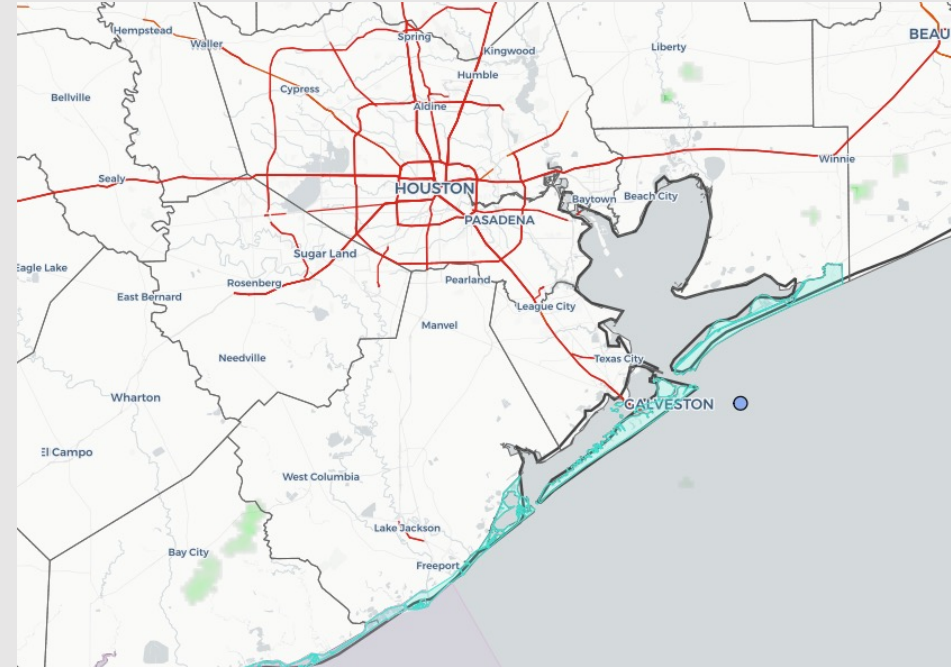 Hempstead
Waller
Spring
Kingwood
Liberty
BEAU
Bellville
Cypress
Humble
Aldine
Winnie
Sealy
HOUSTON
Baytown
Beach City
PASADENA
Sugar Land
Eagle Lake
Rosenberg
Pearland
East Bernard
League City
Manvel
Needville
Texas City
Wharton
GALVESTON
El Campo
West Columbia
Lake Jackson
Bay City
Freeport